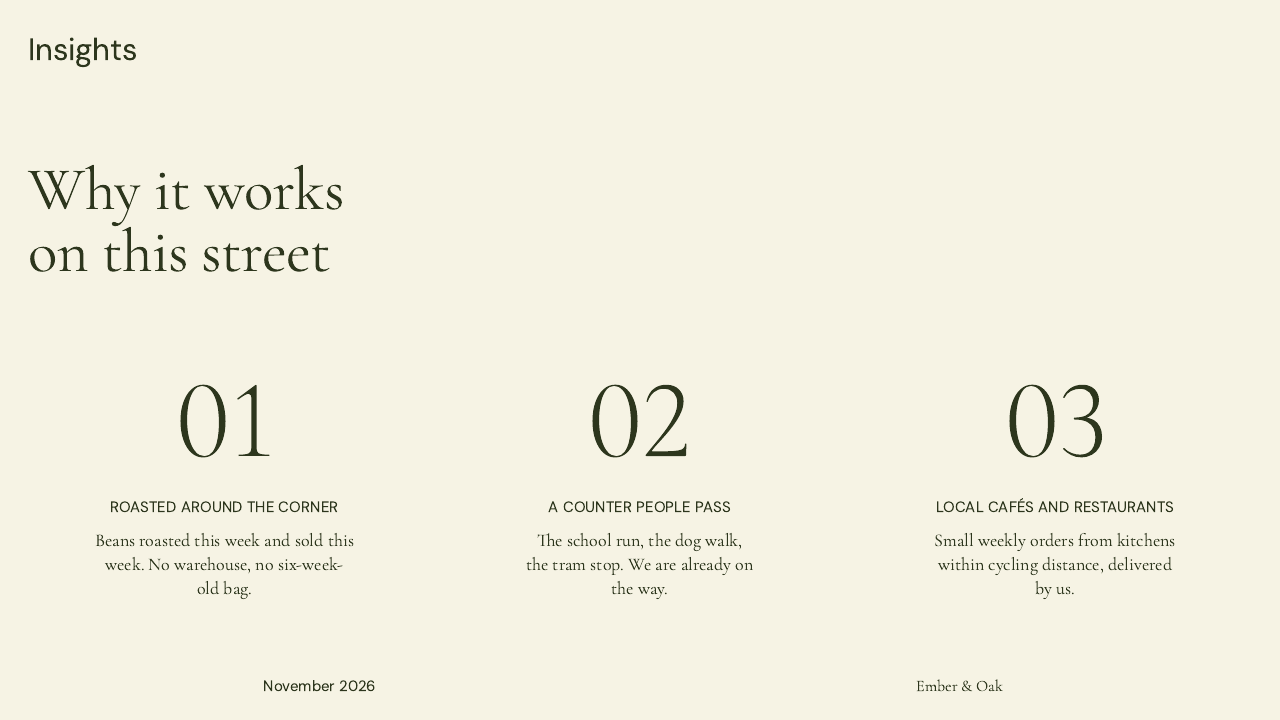 Insights
Why it works
on this street
01
ROASTED AROUND THE CORNER
Beans roasted this week and sold this
week. No warehouse, no six-week-
old bag.
02
A COUNTER PEOPLE PASS
The school run, the dog walk,
the tram stop. We are already on
the way.
03
LOCAL CAFÉS AND RESTAURANTS
Small weekly orders from kitchens
within cycling distance, delivered
by us.
November 2026
Ember & Oak